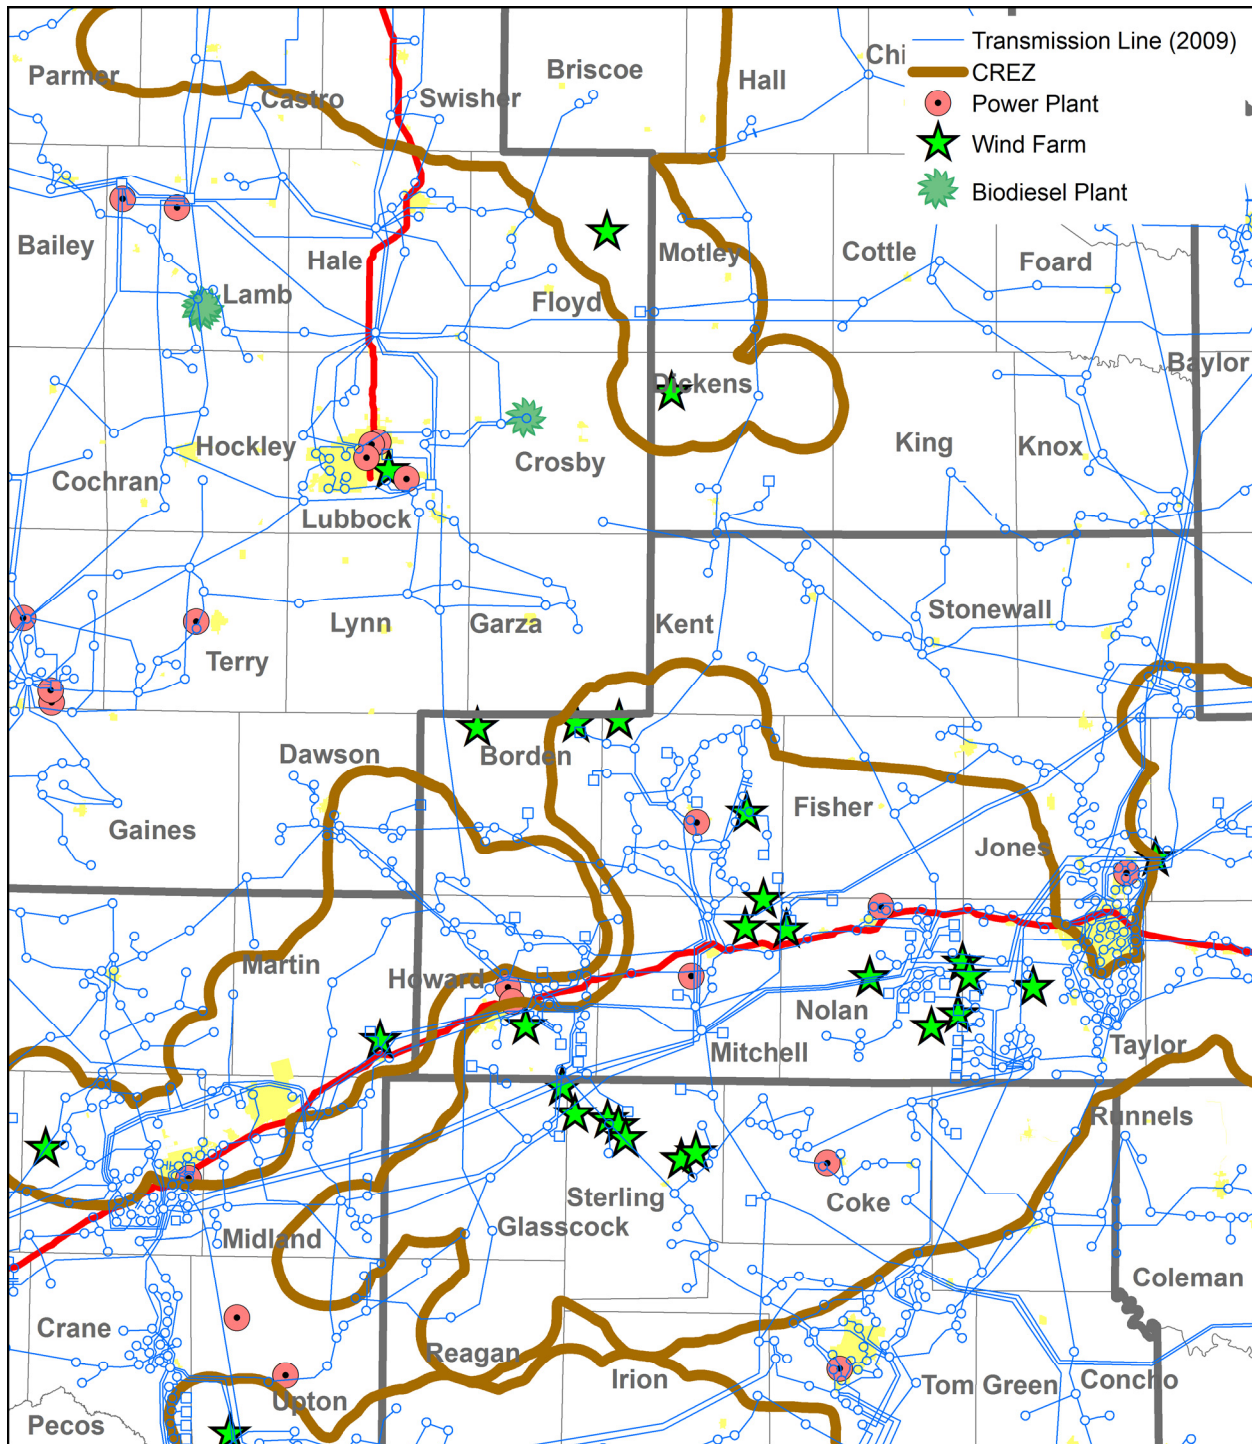 Parmer
Castro
Swisher
Briscoe
Hall
Chi
Transmission Line (2009)
CREZ
Power Plant
Wind Farm
Biodiesel Plant
Bailey
Lamb
Hale
Floyd
Motley
Cottle
Foard
Baylor
Cochran
Hockley
Lubbock
Crosby
Dickens
King
Knox
Terry
Lynn
Garza
Kent
Stonewall
Gaines
Dawson
Borden
Fisher
Jones
Martin
Howard
Mitchell
Nolan
Taylor
Runnels
Midland
Glasscock
Sterling
Coke
Coleman
Crane
Upton
Reagan
Irion
Tom Green
Concho
Pecos